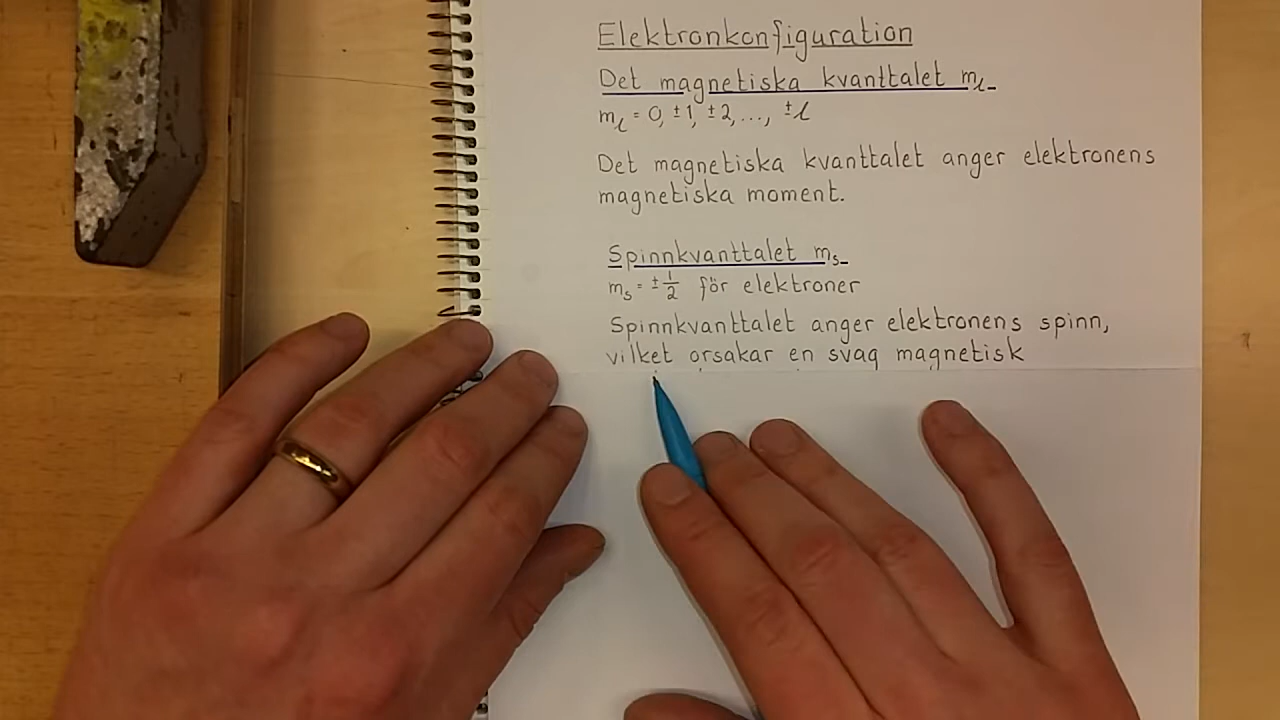 Elektronkonfiguration
Det magnetiska kvanttalet mₗ
mₗ = 0, ±1, ±2, ..., ±l
Det magnetiska kvanttalet anger elektronens
magnetiska moment.
Spinnkvanttalet mₛ
mₛ = ±1/2 för elektroner
Spinnkvanttalet anger elektronens spinn,
vilket orsakar en svag magnetisk